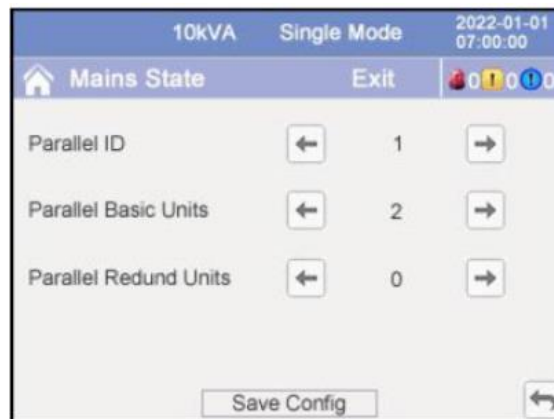 10kVA Single Mode 2022-01-01
07:00:00
Mains State Exit 0 ! 0 ! 0
Parallel ID 1
Parallel Basic Units 2
Parallel Redund Units 0
Save Config